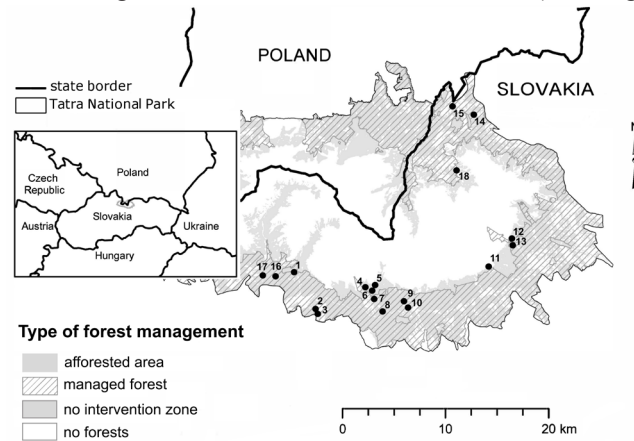 POLAND
SLOVAKIA
state border
Tatra National Park
Czech
Republic
Poland
Slovakia
Austria
Ukraine
Hungary
15
14
18
12
13
11
17 16 1
4 5
6
7
8
9
10
2
3
Type of forest management
afforested area
managed forest
no intervention zone
no forests
0 10 20 km